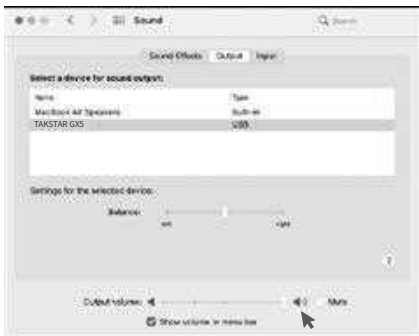 Sound
Search
Sound Effects Output Input
Select a device for sound output:
Name Type
MacBook Air Speakers Built-in
TAKSTAR GX5 USB
Settings for the selected device:
Balance:
left right
?
Output volume: Mute
Show volume in menu bar